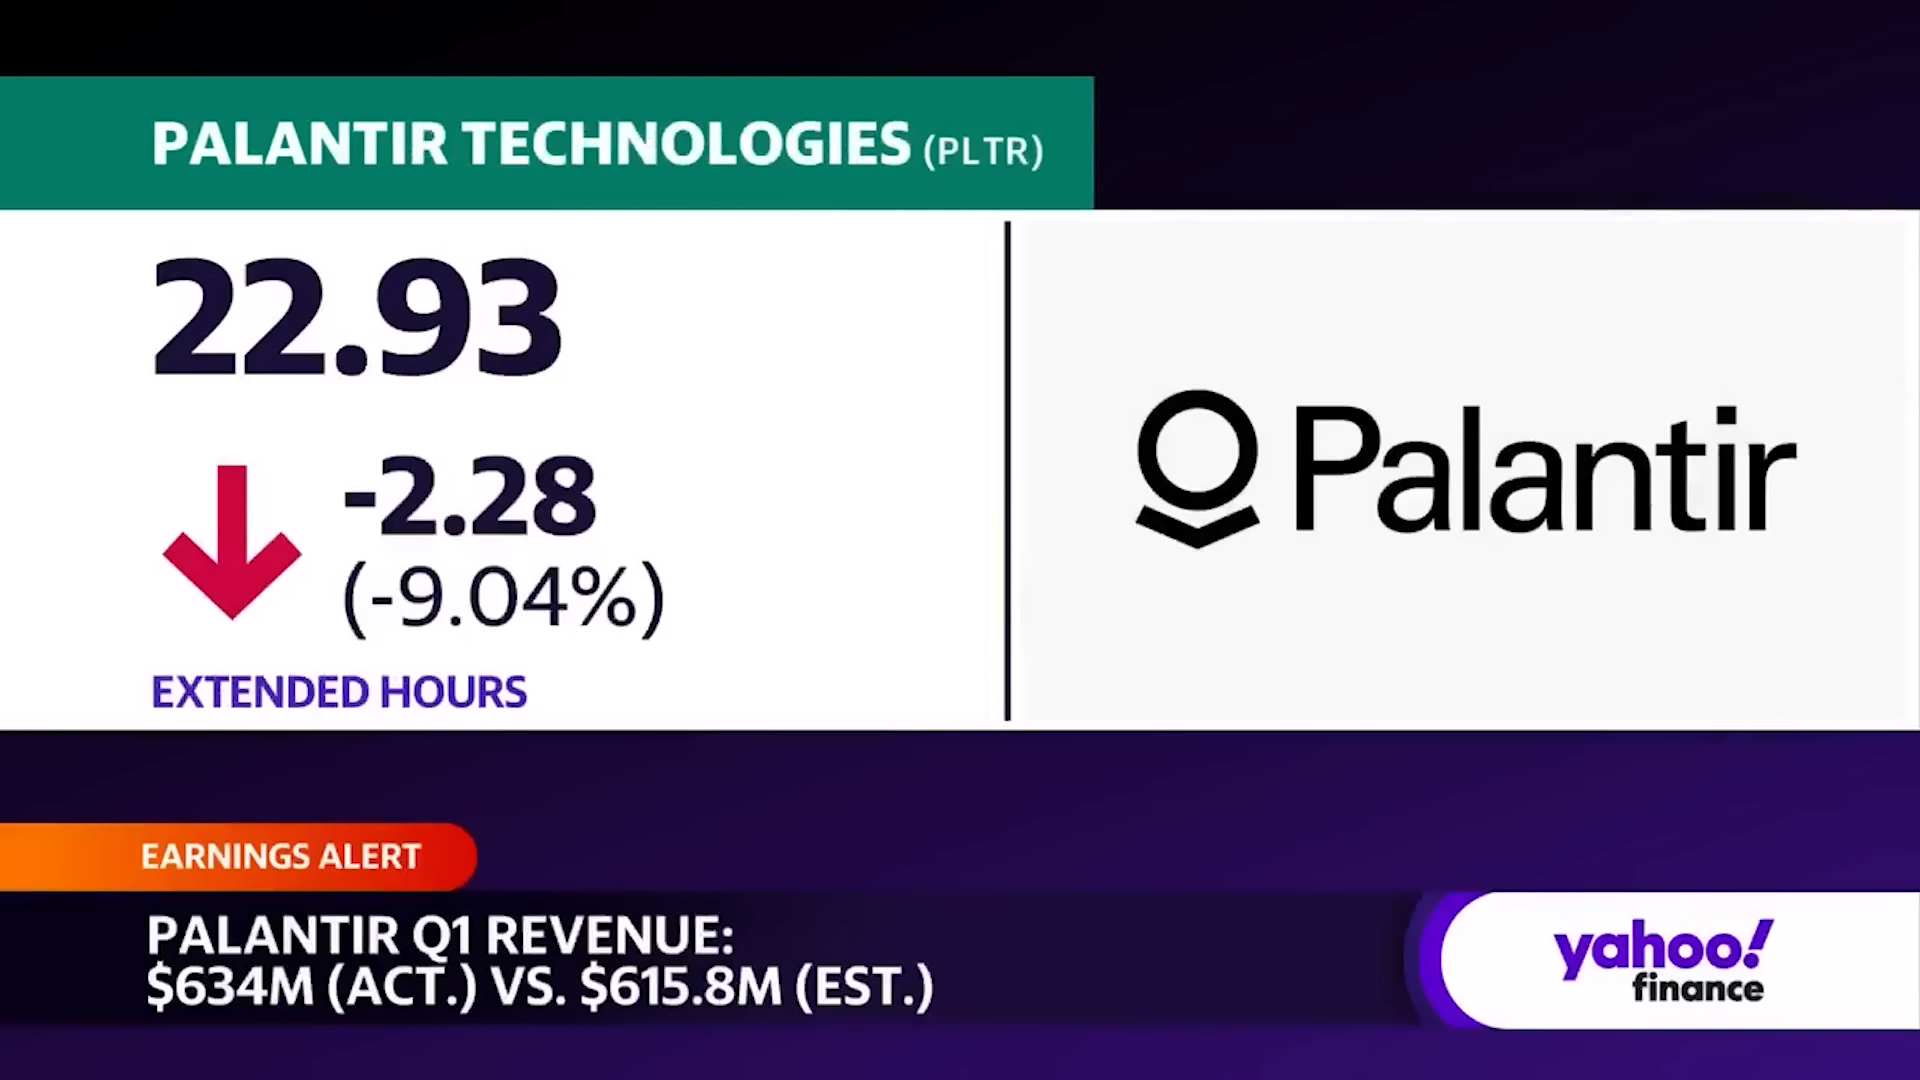 PALANTIR TECHNOLOGIES (PLTR)
22.93
-2.28
(-9.04%)
EXTENDED HOURS
Palantir
EARNINGS ALERT
PALANTIR Q1 REVENUE:
$634M (ACT.) VS. $615.8M (EST.)
yahoo!
finance